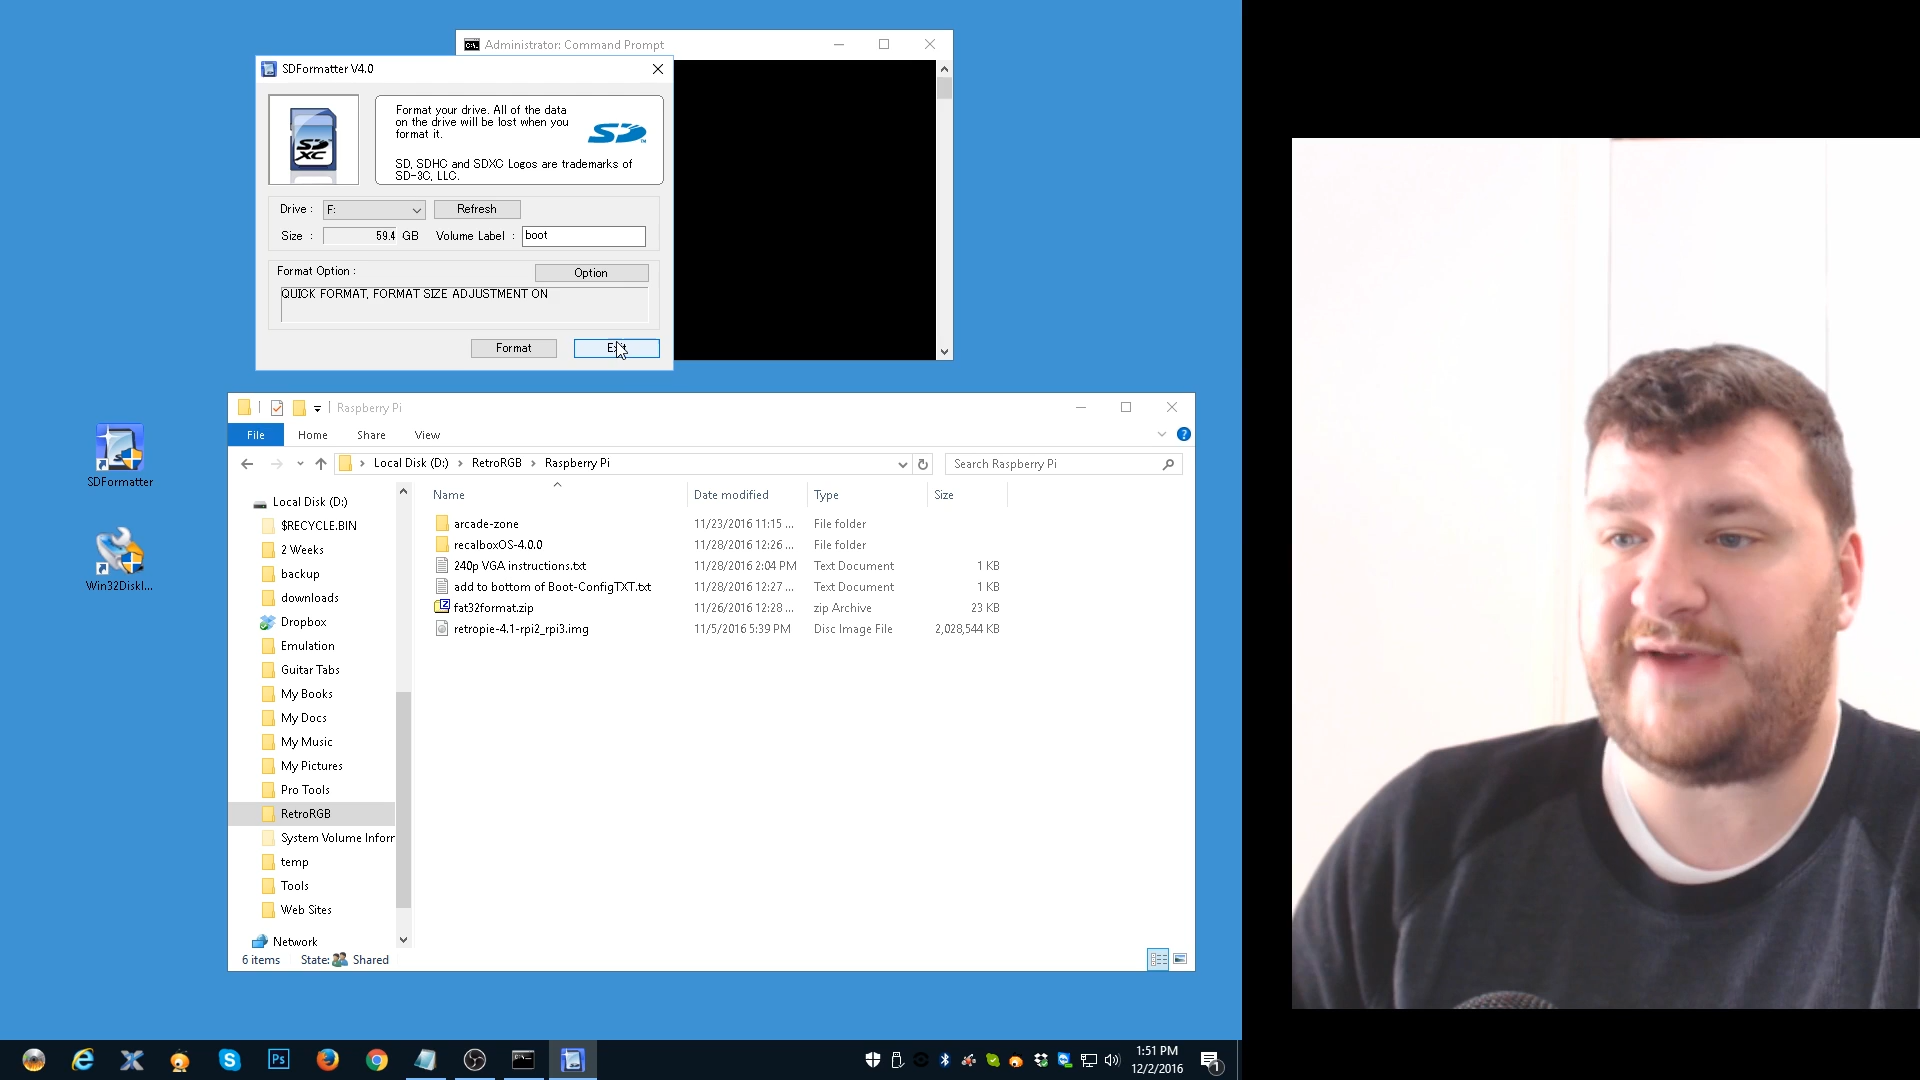 Administrator: Command Prompt
SDFormatter V4.0
Format your drive. All of the data
on the drive will be lost when you
format it.
SD, SDHC and SDXC Logos are trademarks of
SD-3C, LLC.
SD
XC
SD
Drive :
F:
Refresh
Size :
59.4 GB
Volume Label :
boot
Format Option :
Option
QUICK FORMAT, FORMAT SIZE ADJUSTMENT ON
Format
Raspberry Pi
File
Home
Share
View
Local Disk (D:)
RetroRGB
Raspberry Pi
Search Raspberry Pi
Name
Date modified
Type
Size
arcade-zone 11/23/2016 11:15 ... File folder
recalboxOS-4.0.0 11/28/2016 12:26 ... File folder
240p VGA instructions.txt 11/28/2016 2:04 PM Text Document 1 KB
add to bottom of Boot-ConfigTXT.txt 11/28/2016 12:27 ... Text Document 1 KB
fat32format.zip 11/26/2016 12:28 ... zip Archive 23 KB
retropie-4.1-rpi2_rpi3.img 11/5/2016 5:39 PM Disc Image File 2,028,544 KB
Local Disk (D:)
$RECYCLE.BIN
2 Weeks
backup
downloads
Dropbox
Emulation
Guitar Tabs
My Books
My Docs
My Music
My Pictures
Pro Tools
RetroRGB
System Volume Infor
temp
Tools
Web Sites
Network
6 items
State:
Shared
SDFormatter
Win32DiskI...
Ps
1:51 PM
12/2/2016
1